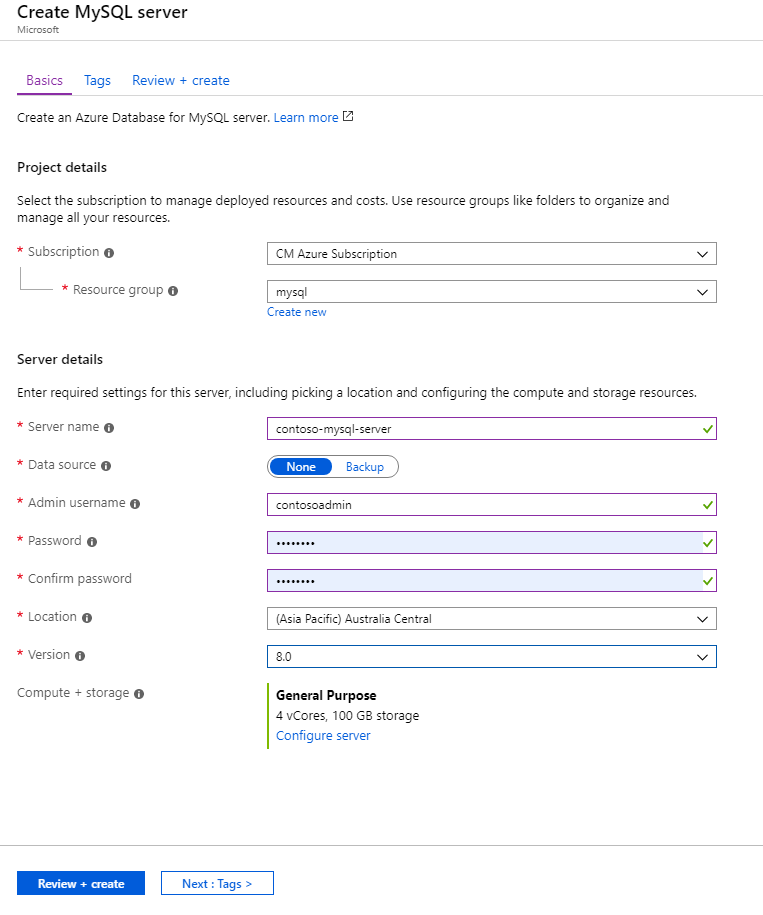 Create MySQL server
Microsoft
Basics Tags Review + create
Create an Azure Database for MySQL server. Learn more
Project details
Select the subscription to manage deployed resources and costs. Use resource groups like folders to organize and
manage all your resources.
* Subscription
CM Azure Subscription
* Resource group
mysql
Create new
Server details
Enter required settings for this server, including picking a location and configuring the compute and storage resources.
* Server name
contoso-mysql-server
* Data source
None Backup
* Admin username
contosoadmin
* Password
••••••••
* Confirm password
••••••••
* Location
(Asia Pacific) Australia Central
* Version
8.0
Compute + storage
General Purpose
4 vCores, 100 GB storage
Configure server
Review + create
Next : Tags >